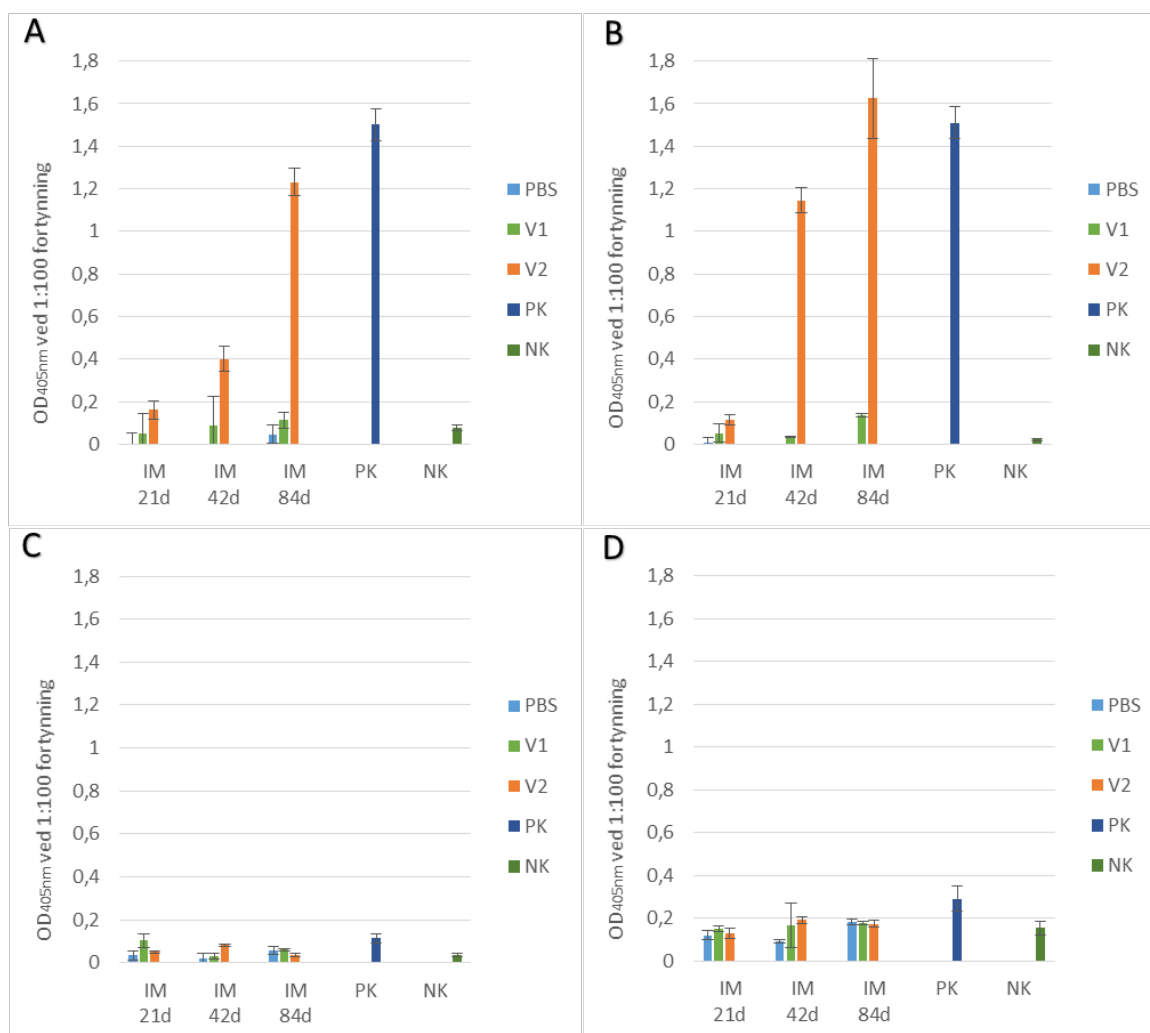 A
OD405nm ved 1:100 fortynning
1,8
1,6
1,4
1,2
1
0,8
0,6
0,4
0,2
0
IM IM IM PK NK
21d 42d 84d
PBS
V1
V2
PK
NK
B
OD405nm ved 1:100 fortynning
1,8
1,6
1,4
1,2
1
0,8
0,6
0,4
0,2
0
IM IM IM PK NK
21d 42d 84d
PBS
V1
V2
PK
NK
C
OD405nm ved 1:100 fortynning
1,8
1,6
1,4
1,2
1
0,8
0,6
0,4
0,2
0
IM IM IM PK NK
21d 42d 84d
PBS
V1
V2
PK
NK
D
OD405nm ved 1:100 fortynning
1,8
1,6
1,4
1,2
1
0,8
0,6
0,4
0,2
0
IM IM IM PK NK
21d 42d 84d
PBS
V1
V2
PK
NK